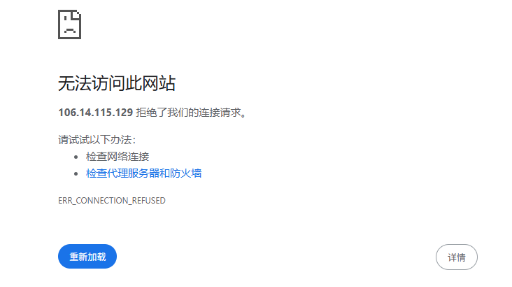 无法访问此网站
106.14.115.129 拒绝了我们的连接请求。
请试试以下办法:
• 检查网络连接
• 检查代理服务器和防火墙
ERR_CONNECTION_REFUSED
重新加载
详情